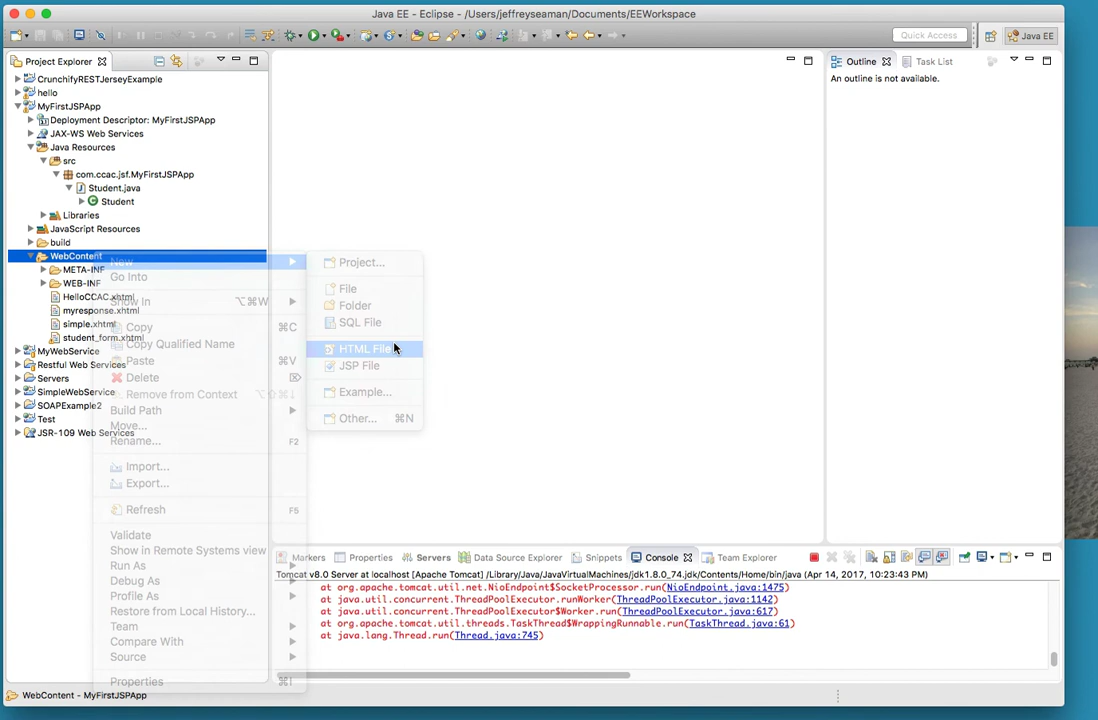 Java EE - Eclipse - /Users/jeffreyseaman/Documents/EEWorkspace
Quick Access
Java EE
Project Explorer
CrunchifyRESTJerseyExample
hello
MyFirstJSPApp
Deployment Descriptor: MyFirstJSPApp
JAX-WS Web Services
Java Resources
src
com.ccac.jsf.MyFirstJSPApp
Student.java
Student
Libraries
JavaScript Resources
build
WebContent
META-INF
WEB-INF
HelloCCAC.xhtml
myresponse.xhtml
simple.xhtml
student_form.xhtml
MyWebService
Restful Web Services
Servers
SimpleWebService
SOAPExample2
Test
JSR-109 Web Services
New
Go Into
Show In ⌥⌘W
Copy ⌘C
Copy Qualified Name
Paste ⌘V
Delete ⌦
Remove from Context ⌥⇧⌘↓
Build Path
Move...
Rename... F2
Import...
Export...
Refresh F5
Validate
Show in Remote Systems view
Run As
Debug As
Profile As
Restore from Local History...
Team
Compare With
Source
Properties ⌘I
Project...
File
Folder
SQL File
HTML File
JSP File
Example...
Other... ⌘N
Outline
Task List
An outline is not available.
Markers
Properties
Servers
Data Source Explorer
Snippets
Console
Team Explorer
Tomcat v8.0 Server at localhost [Apache Tomcat] /Library/Java/JavaVirtualMachines/jdk1.8.0_74.jdk/Contents/Home/bin/java (Apr 14, 2017, 10:23:43 PM)
at org.apache.tomcat.util.net.NioEndpoint$SocketProcessor.run(NioEndpoint.java:1475)
at java.util.concurrent.ThreadPoolExecutor.runWorker(ThreadPoolExecutor.java:1142)
at java.util.concurrent.ThreadPoolExecutor$Worker.run(ThreadPoolExecutor.java:617)
at org.apache.tomcat.util.threads.TaskThread$WrappingRunnable.run(TaskThread.java:61)
at java.lang.Thread.run(Thread.java:745)
WebContent - MyFirstJSPApp